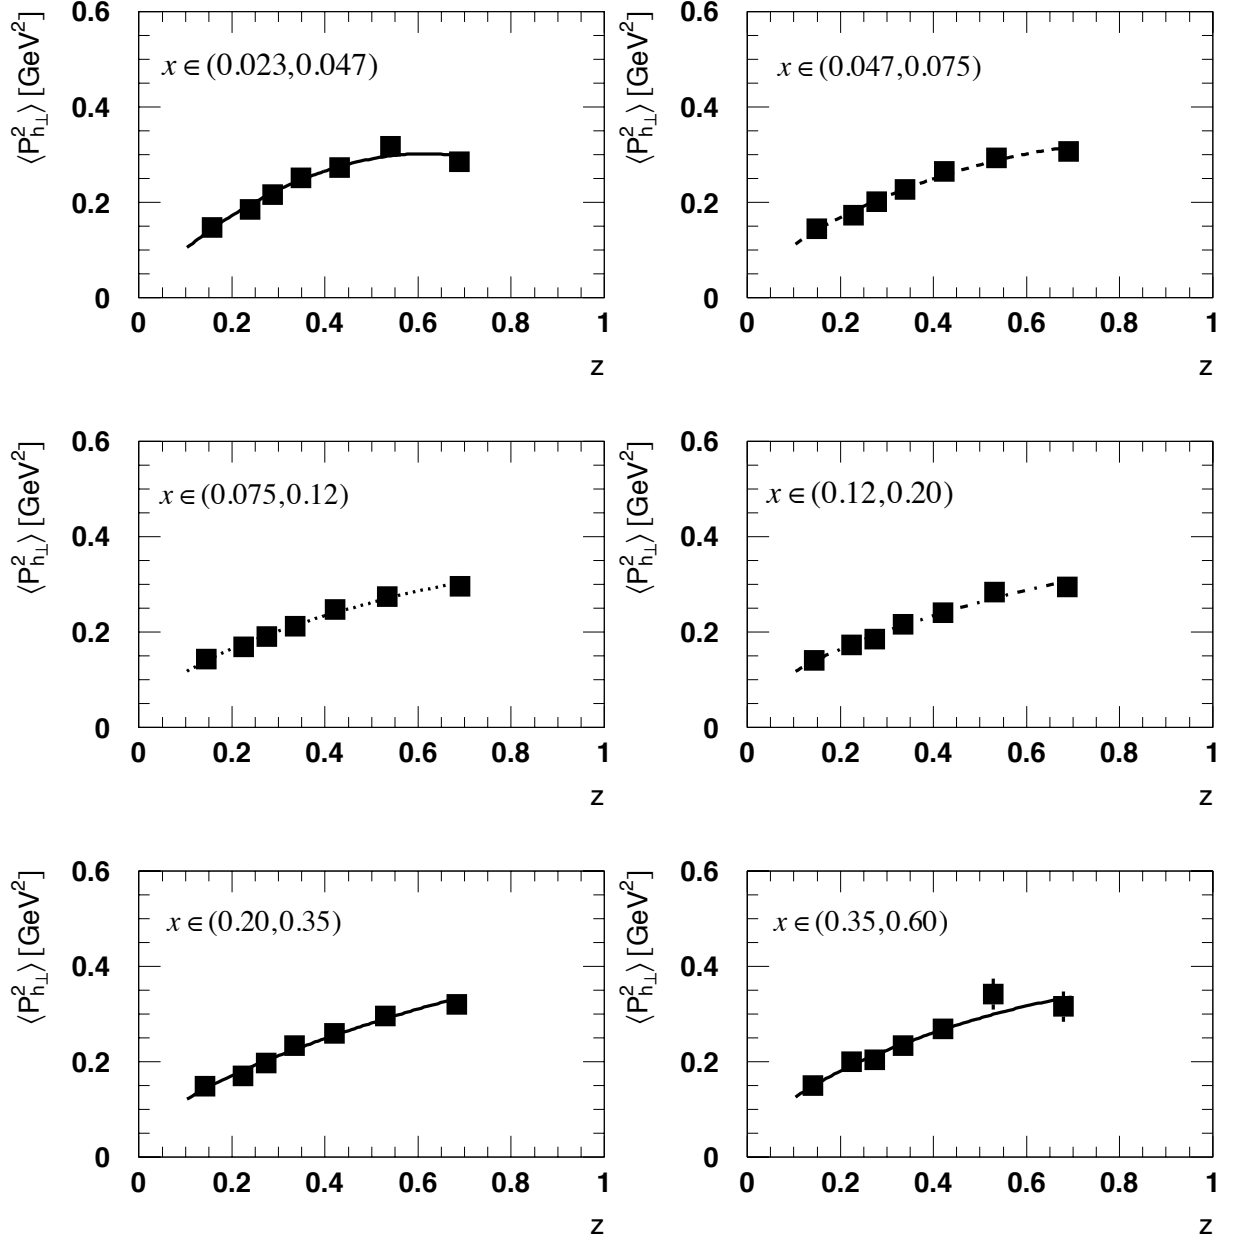 ⟨P²h⊥⟩ [GeV²]
0.6
0.4
0.2
0
x ∈ (0.023,0.047)
0 0.2 0.4 0.6 0.8 1
z
⟨P²h⊥⟩ [GeV²]
0.6
0.4
0.2
0
x ∈ (0.047,0.075)
0 0.2 0.4 0.6 0.8 1
z
⟨P²h⊥⟩ [GeV²]
0.6
0.4
0.2
0
x ∈ (0.075,0.12)
0 0.2 0.4 0.6 0.8 1
z
⟨P²h⊥⟩ [GeV²]
0.6
0.4
0.2
0
x ∈ (0.12,0.20)
0 0.2 0.4 0.6 0.8 1
z
⟨P²h⊥⟩ [GeV²]
0.6
0.4
0.2
0
x ∈ (0.20,0.35)
0 0.2 0.4 0.6 0.8 1
z
⟨P²h⊥⟩ [GeV²]
0.6
0.4
0.2
0
x ∈ (0.35,0.60)
0 0.2 0.4 0.6 0.8 1
z